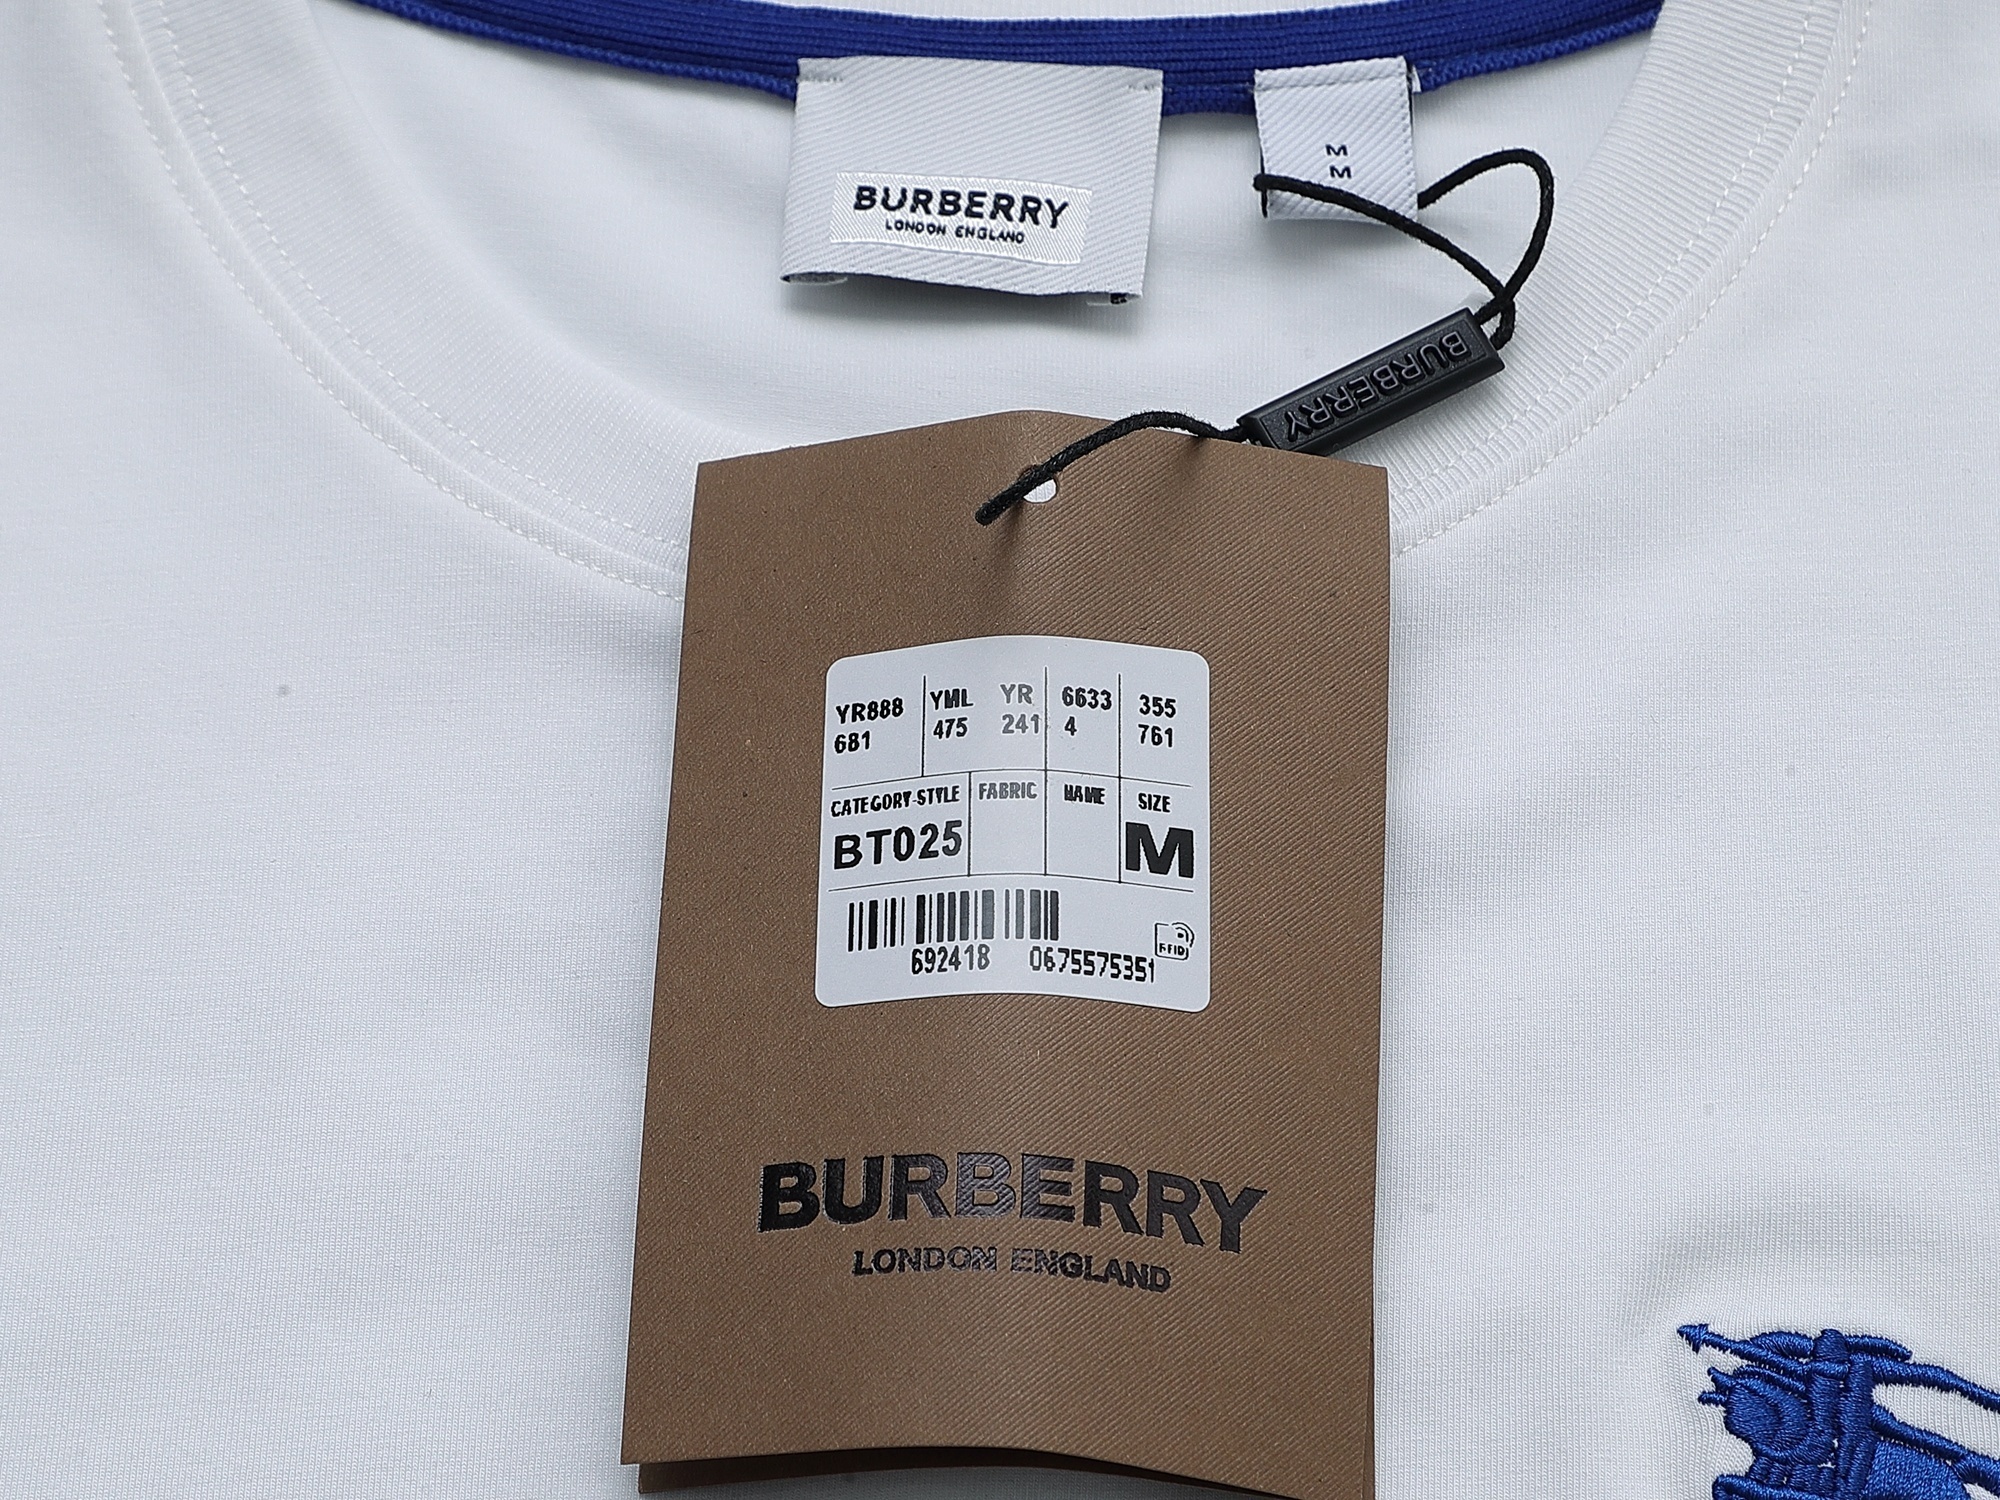 BURBERRY
LONDON ENGLAND
M
M
BURBERRY
YR888 YML YR 6633 355
681 475 241 4 761
CATEGORY-STYLE FABRIC NAME SIZE
BT025 M
RFID
692418 0675575351
BURBERRY
LONDON ENGLAND